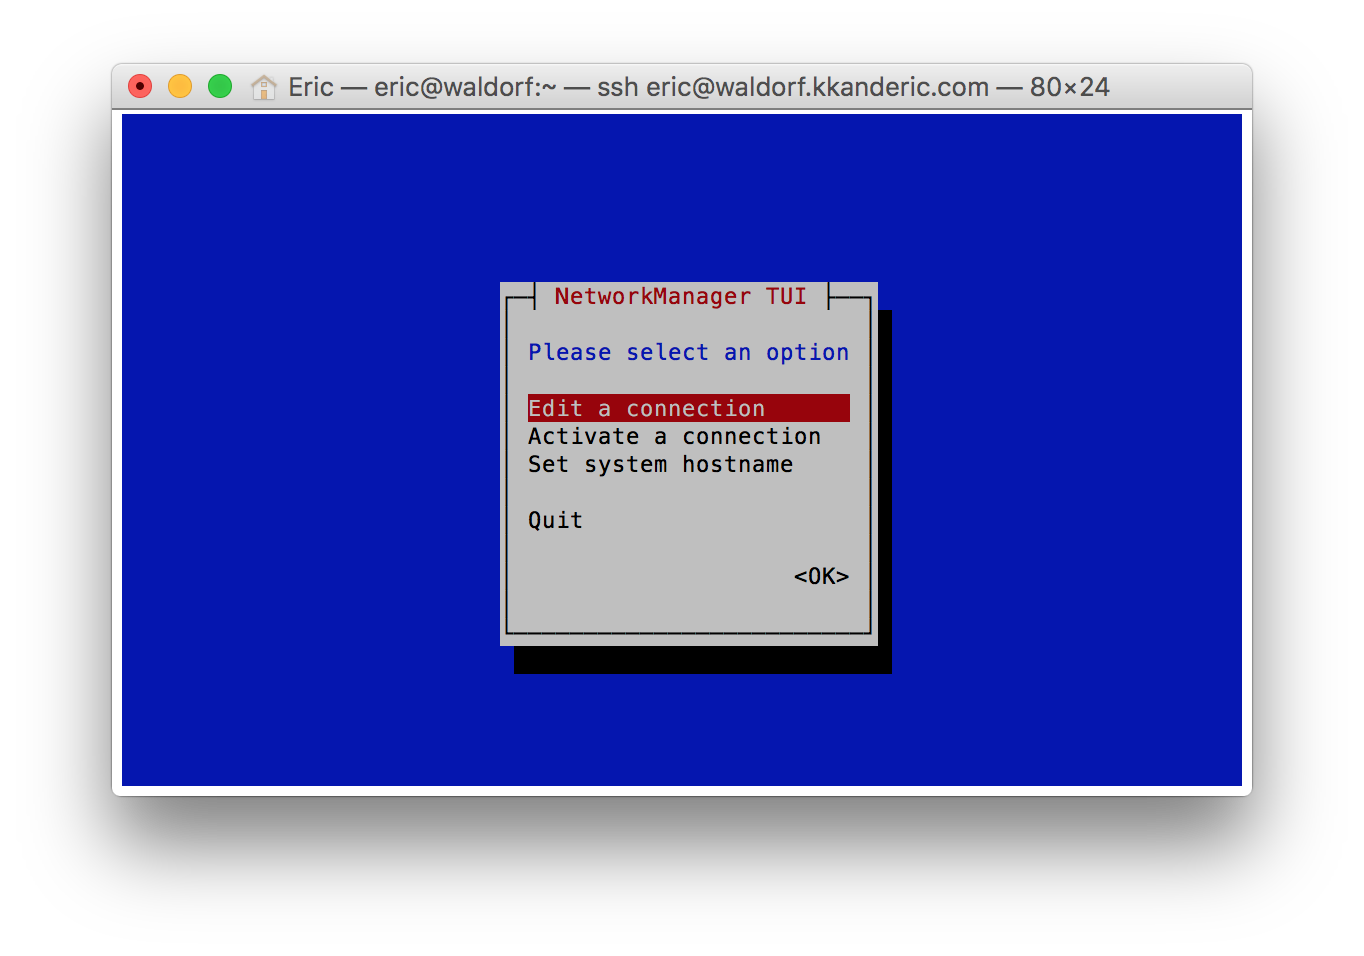 Eric — eric@waldorf:~ — ssh eric@waldorf.kkanderic.com — 80×24
NetworkManager TUI
Please select an option
Edit a connection
Activate a connection
Set system hostname
Quit
<OK>